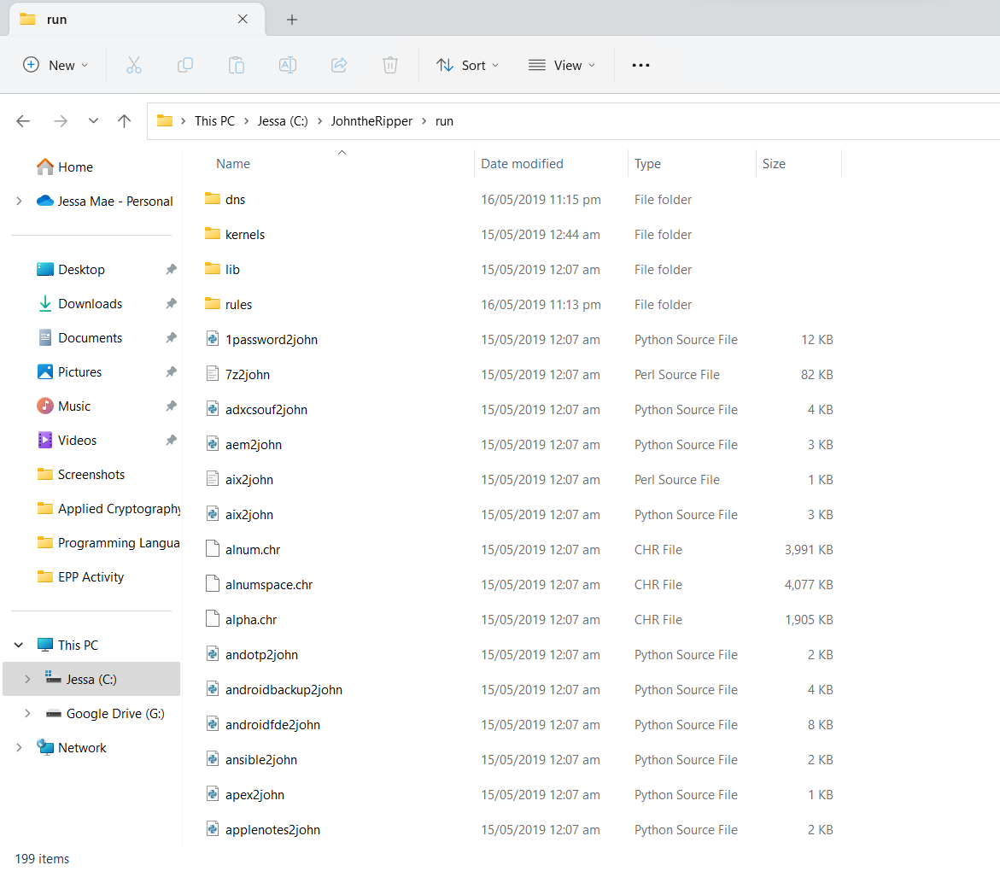 run
New Sort View
This PC Jessa (C:) JohntheRipper run
Name Date modified Type Size
Home
Jessa Mae - Personal
Desktop
Downloads
Documents
Pictures
Music
Videos
Screenshots
Applied Cryptography
Programming Langua
EPP Activity
This PC
Jessa (C:)
Google Drive (G:)
Network
dns 16/05/2019 11:15 pm File folder
kernels 15/05/2019 12:44 am File folder
lib 15/05/2019 12:07 am File folder
rules 16/05/2019 11:13 pm File folder
1password2john 15/05/2019 12:07 am Python Source File 12 KB
7z2john 15/05/2019 12:07 am Perl Source File 82 KB
adxcsouf2john 15/05/2019 12:07 am Python Source File 4 KB
aem2john 15/05/2019 12:07 am Python Source File 3 KB
aix2john 15/05/2019 12:07 am Perl Source File 1 KB
aix2john 15/05/2019 12:07 am Python Source File 3 KB
alnum.chr 15/05/2019 12:07 am CHR File 3,991 KB
alnumspace.chr 15/05/2019 12:07 am CHR File 4,077 KB
alpha.chr 15/05/2019 12:07 am CHR File 1,905 KB
andotp2john 15/05/2019 12:07 am Python Source File 2 KB
androidbackup2john 15/05/2019 12:07 am Python Source File 4 KB
androidfde2john 15/05/2019 12:07 am Python Source File 8 KB
ansible2john 15/05/2019 12:07 am Python Source File 2 KB
apex2john 15/05/2019 12:07 am Python Source File 1 KB
applenotes2john 15/05/2019 12:07 am Python Source File 2 KB
199 items